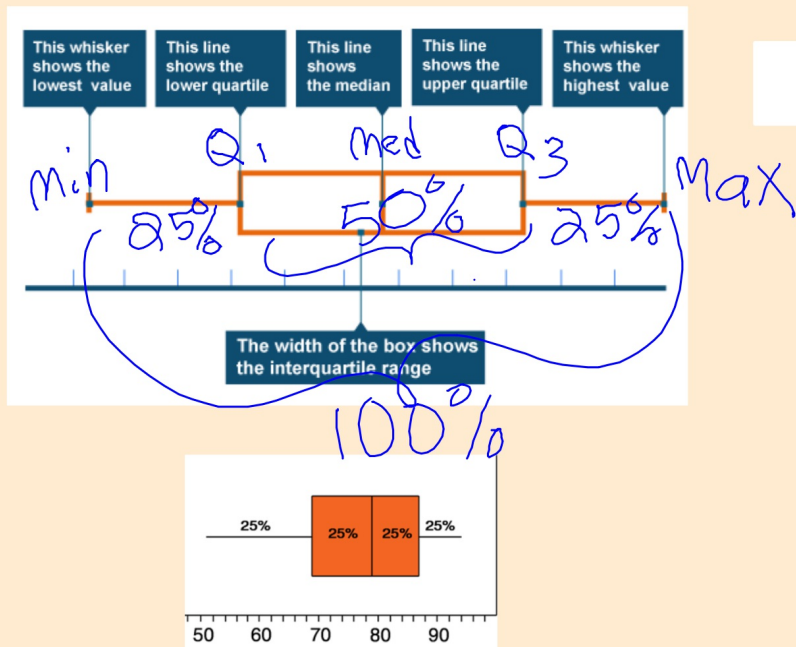 This whisker
shows the
lowest value
This line
shows the
lower quartile
This line
shows
the median
This line
shows the
upper quartile
This whisker
shows the
highest value
Min
Q1
Med
Q3
Max
25%
50%
25%
The width of the box shows
the interquartile range
100%
25%
25%
25%
25%
50 60 70 80 90